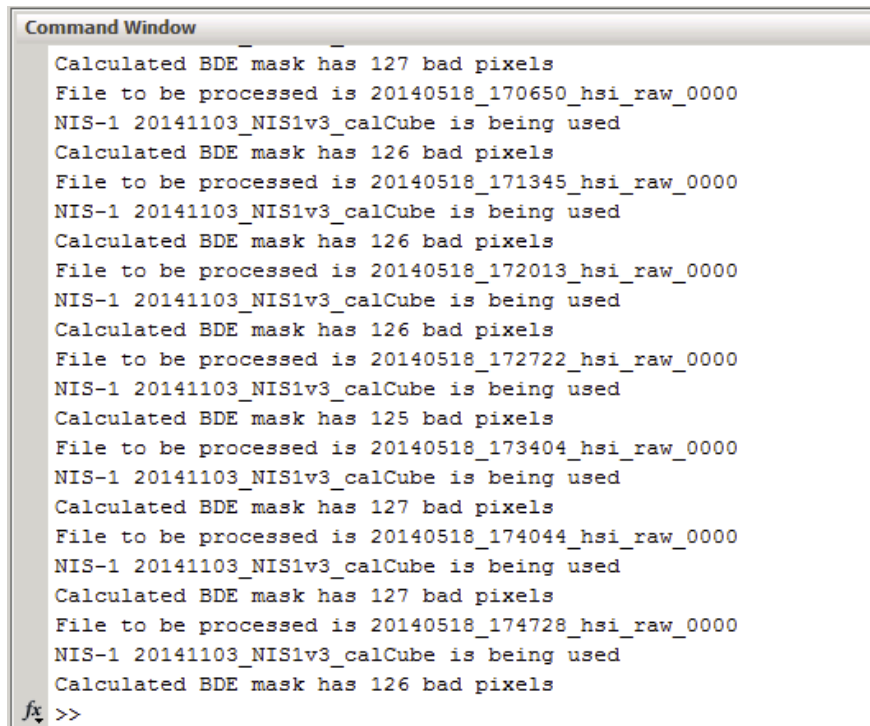 Command Window
Calculated BDE mask has 127 bad pixels
File to be processed is 20140518_170650_hsi_raw_0000
NIS-1 20141103_NIS1v3_calCube is being used
Calculated BDE mask has 126 bad pixels
File to be processed is 20140518_171345_hsi_raw_0000
NIS-1 20141103_NIS1v3_calCube is being used
Calculated BDE mask has 126 bad pixels
File to be processed is 20140518_172013_hsi_raw_0000
NIS-1 20141103_NIS1v3_calCube is being used
Calculated BDE mask has 126 bad pixels
File to be processed is 20140518_172722_hsi_raw_0000
NIS-1 20141103_NIS1v3_calCube is being used
Calculated BDE mask has 125 bad pixels
File to be processed is 20140518_173404_hsi_raw_0000
NIS-1 20141103_NIS1v3_calCube is being used
Calculated BDE mask has 127 bad pixels
File to be processed is 20140518_174044_hsi_raw_0000
NIS-1 20141103_NIS1v3_calCube is being used
Calculated BDE mask has 127 bad pixels
File to be processed is 20140518_174728_hsi_raw_0000
NIS-1 20141103_NIS1v3_calCube is being used
Calculated BDE mask has 126 bad pixels
fx >>